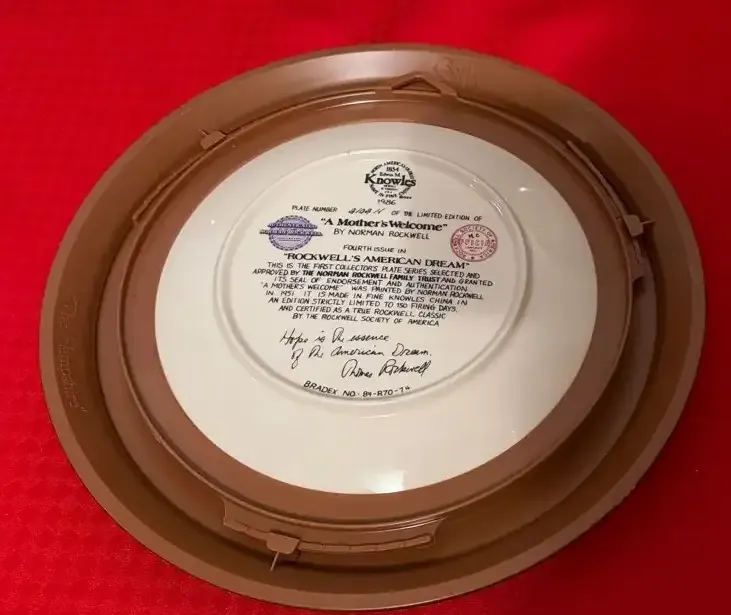 1854
Edwin M.
Knowles
1986
PLATE NUMBER OF THE LIMITED EDITION OF
"A Mother's Welcome"
BY NORMAN ROCKWELL
FOURTH ISSUE IN
"ROCKWELL'S AMERICAN DREAM"
THIS IS THE FIRST COLLECTOR'S PLATE SERIES SELECTED AND
APPROVED BY THE NORMAN ROCKWELL FAMILY TRUST AND GRANTED
ITS SEAL OF ENDORSEMENT AND AUTHENTICATION.
"A MOTHER'S WELCOME" WAS PAINTED BY NORMAN ROCKWELL
IN 1951. IT IS MADE IN FINE KNOWLES CHINA IN
AN EDITION STRICTLY LIMITED TO 150 FIRING DAYS,
AND CERTIFIED AS A TRUE ROCKWELL CLASSIC
BY THE ROCKWELL SOCIETY OF AMERICA
Hope is the essence
of the American Dream.
Thomas Rockwell
BRADEX NO. 84-R70-7.4